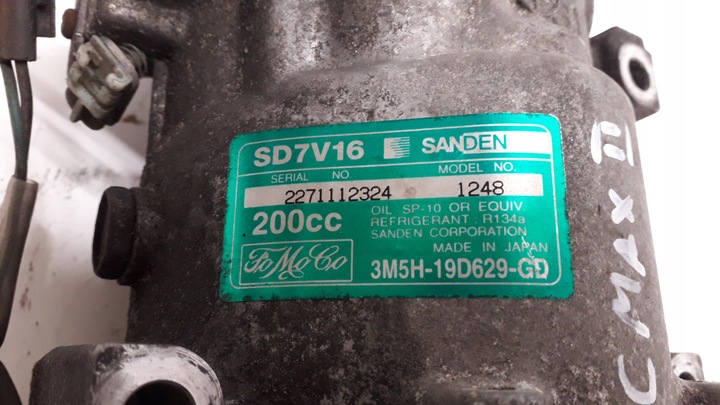 SD7V16 SANDEN
SERIAL NO. MODEL NO.
2271112324 1248
200cc OIL SP-10 OR EQUIV.
REFRIGERANT : R134a
SANDEN CORPORATION
MADE IN JAPAN
FoMoCo 3M5H-19D629-GD
C MAX II